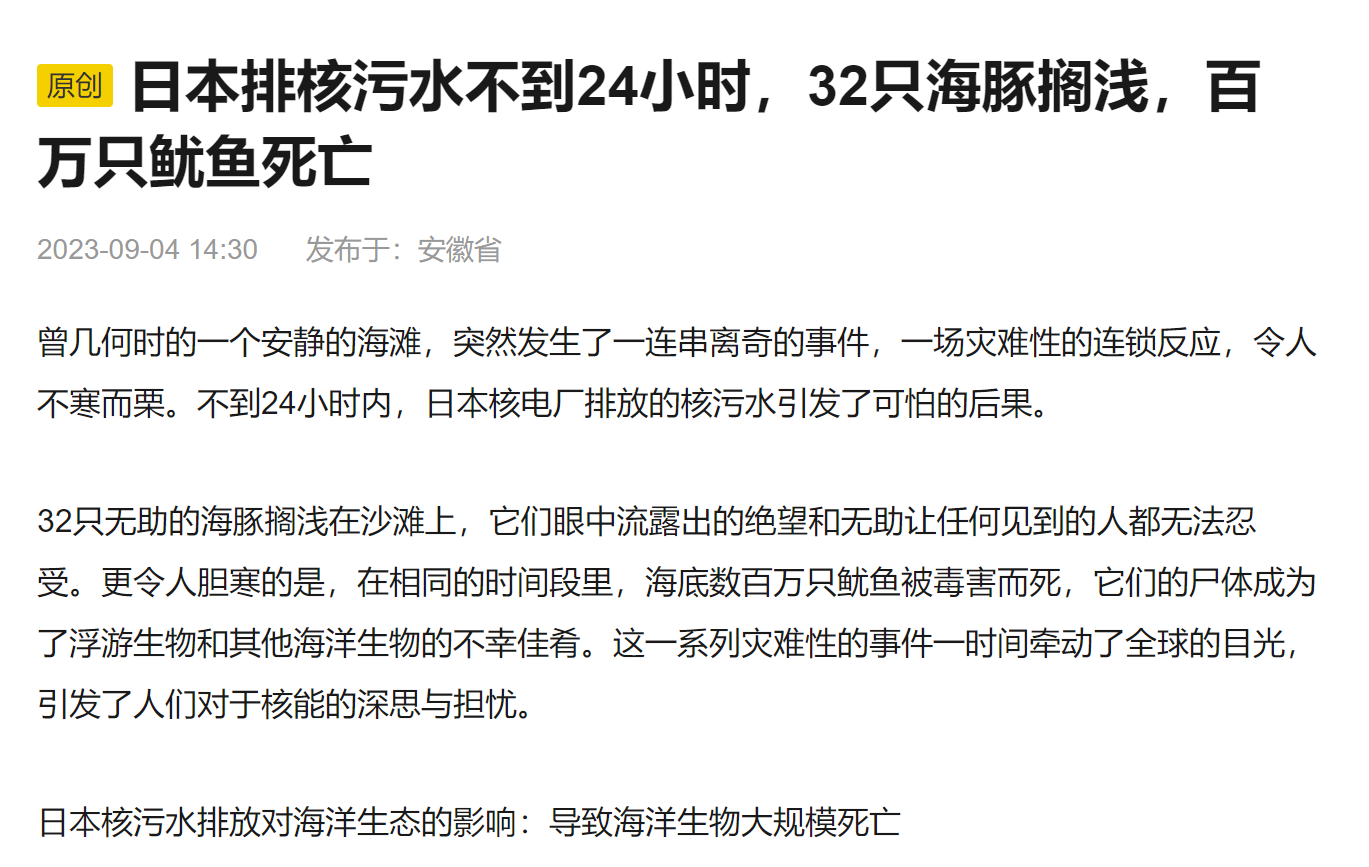 原创 日本排核污水不到24小时，32只海豚搁浅，百
万只鱿鱼死亡
2023-09-04 14:30 发布于：安徽省
曾几何时的一个安静的海滩，突然发生了一连串离奇的事件，一场灾难性的连锁反应，令人
不寒而栗。不到24小时内，日本核电厂排放的核污水引发了可怕的后果。
32只无助的海豚搁浅在沙滩上，它们眼中流露出的绝望和无助让任何见到的人都无法忍
受。更令人胆寒的是，在相同的时间段里，海底数百万只鱿鱼被毒害而死，它们的尸体成为
了浮游生物和其他海洋生物的不幸佳肴。这一系列灾难性的事件一时间牵动了全球的目光，
引发了人们对于核能的深思与担忧。
日本核污水排放对海洋生态的影响：导致海洋生物大规模死亡